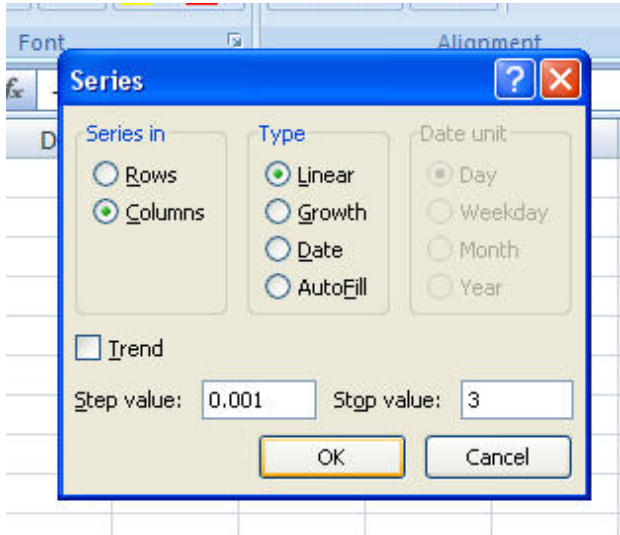 Font
Alignment
fx
D
Series
?
Series in
Rows
Columns
Type
Linear
Growth
Date
AutoFill
Date unit
Day
Weekday
Month
Year
Trend
Step value: 0.001 Stop value: 3
OK Cancel